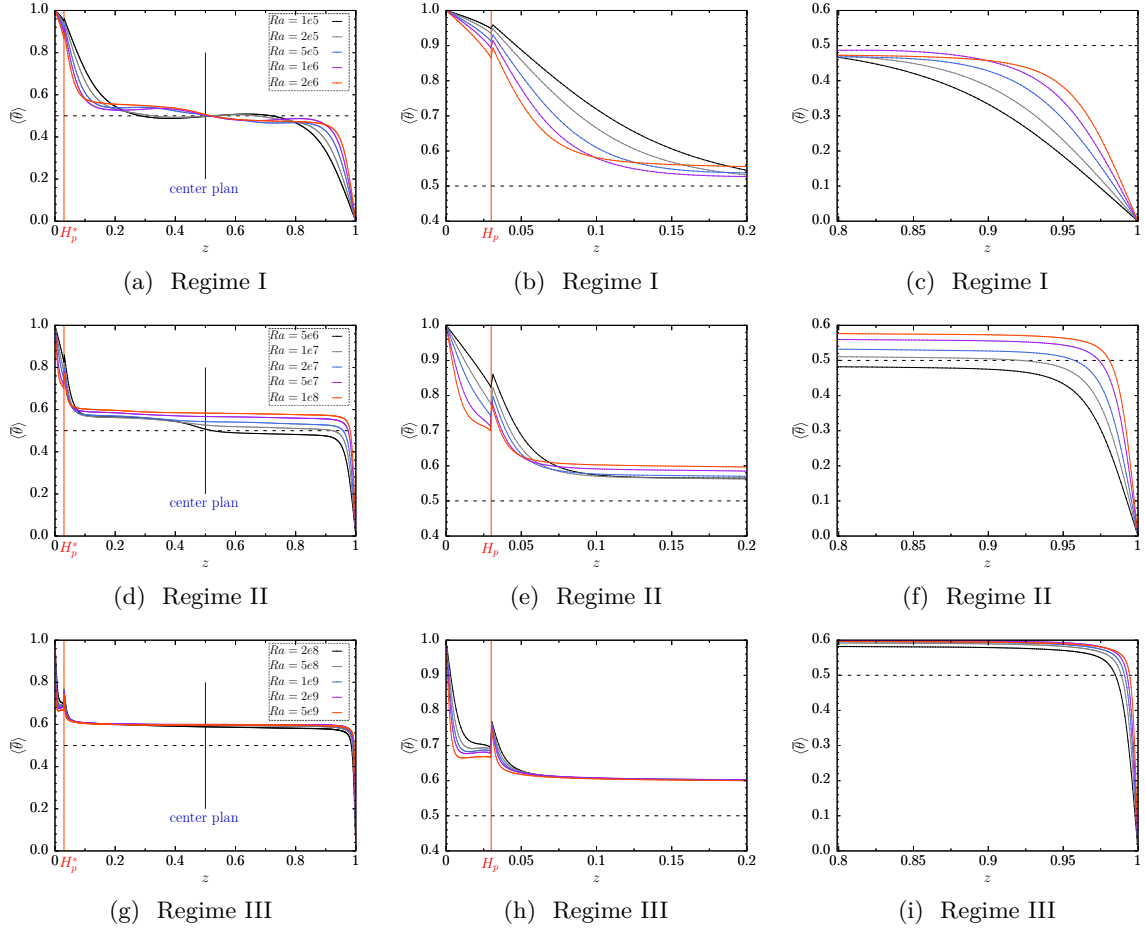 1.0
0.8
0.6
0.4
0.2
0.0
⟨θ̅⟩
0
0.2
0.4
0.6
0.8
1
H_p^*
z
center plan
Ra = 1e5
Ra = 2e5
Ra = 5e5
Ra = 1e6
Ra = 2e6
(a) Regime I
1.0
0.9
0.8
0.7
0.6
0.5
0.4
⟨θ̅⟩
0
0.05
0.1
0.15
0.2
H_p
z
(b) Regime I
0.6
0.5
0.4
0.3
0.2
0.1
0.0
⟨θ̅⟩
0.8
0.85
0.9
0.95
1
z
(c) Regime I
1.0
0.8
0.6
0.4
0.2
0.0
⟨θ̅⟩
0
0.2
0.4
0.6
0.8
1
H_p^*
z
center plan
Ra = 5e6
Ra = 1e7
Ra = 2e7
Ra = 5e7
Ra = 1e8
(d) Regime II
1.0
0.9
0.8
0.7
0.6
0.5
0.4
⟨θ̅⟩
0
0.05
0.1
0.15
0.2
H_p
z
(e) Regime II
0.6
0.5
0.4
0.3
0.2
0.1
0.0
⟨θ̅⟩
0.8
0.85
0.9
0.95
1
z
(f) Regime II
1.0
0.8
0.6
0.4
0.2
0.0
⟨θ̅⟩
0
0.2
0.4
0.6
0.8
1
H_p^*
z
center plan
Ra = 2e8
Ra = 5e8
Ra = 1e9
Ra = 2e9
Ra = 5e9
(g) Regime III
1.0
0.9
0.8
0.7
0.6
0.5
0.4
⟨θ̅⟩
0
0.05
0.1
0.15
0.2
H_p
z
(h) Regime III
0.6
0.5
0.4
0.3
0.2
0.1
0.0
⟨θ̅⟩
0.8
0.85
0.9
0.95
1
z
(i) Regime III